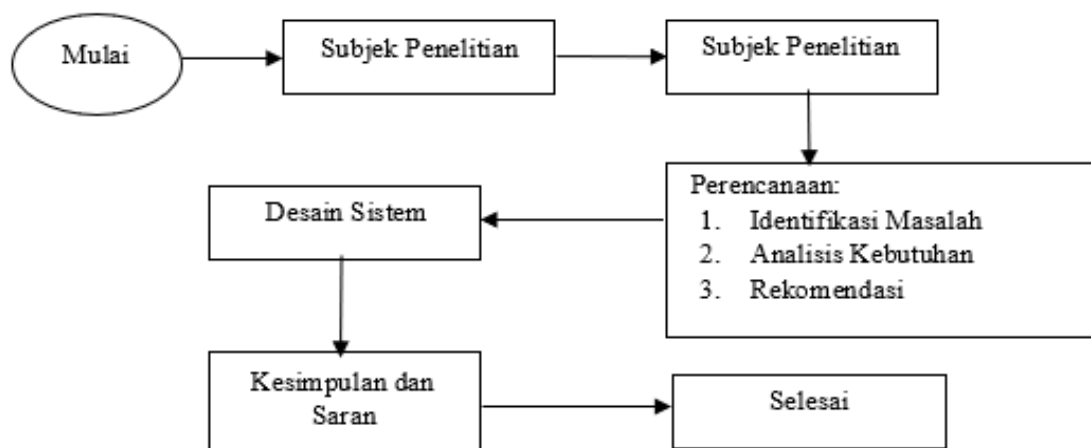 Mulai
Subjek Penelitian
Subjek Penelitian
Perencanaan:
1. Identifikasi Masalah
2. Analisis Kebutuhan
3. Rekomendasi
Desain Sistem
Kesimpulan dan
Saran
Selesai